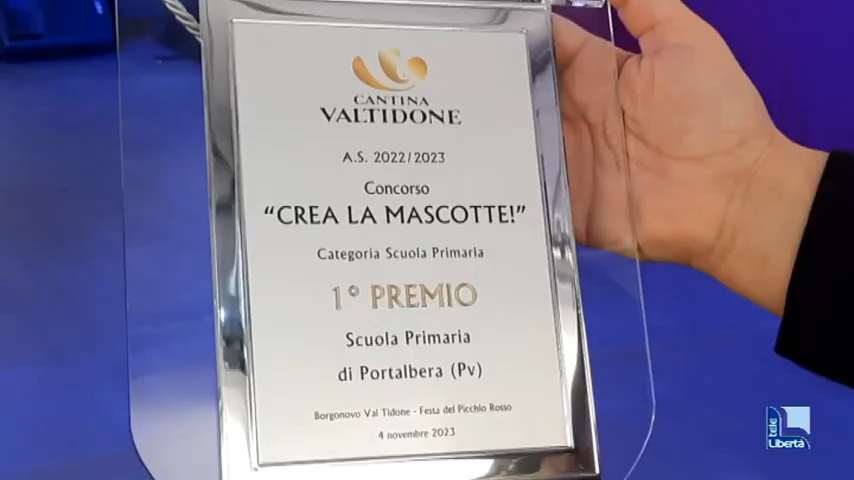 CANTINA
VALTIDONE
A.S. 2022/2023
Concorso
“CREA LA MASCOTTE!”
Categoria Scuola Primaria
1° PREMIO
Scuola Primaria
di Portalbera (Pv)
Borgonovo Val Tidone - Festa del Picchio Rosso
4 novembre 2023
tele
Libertà